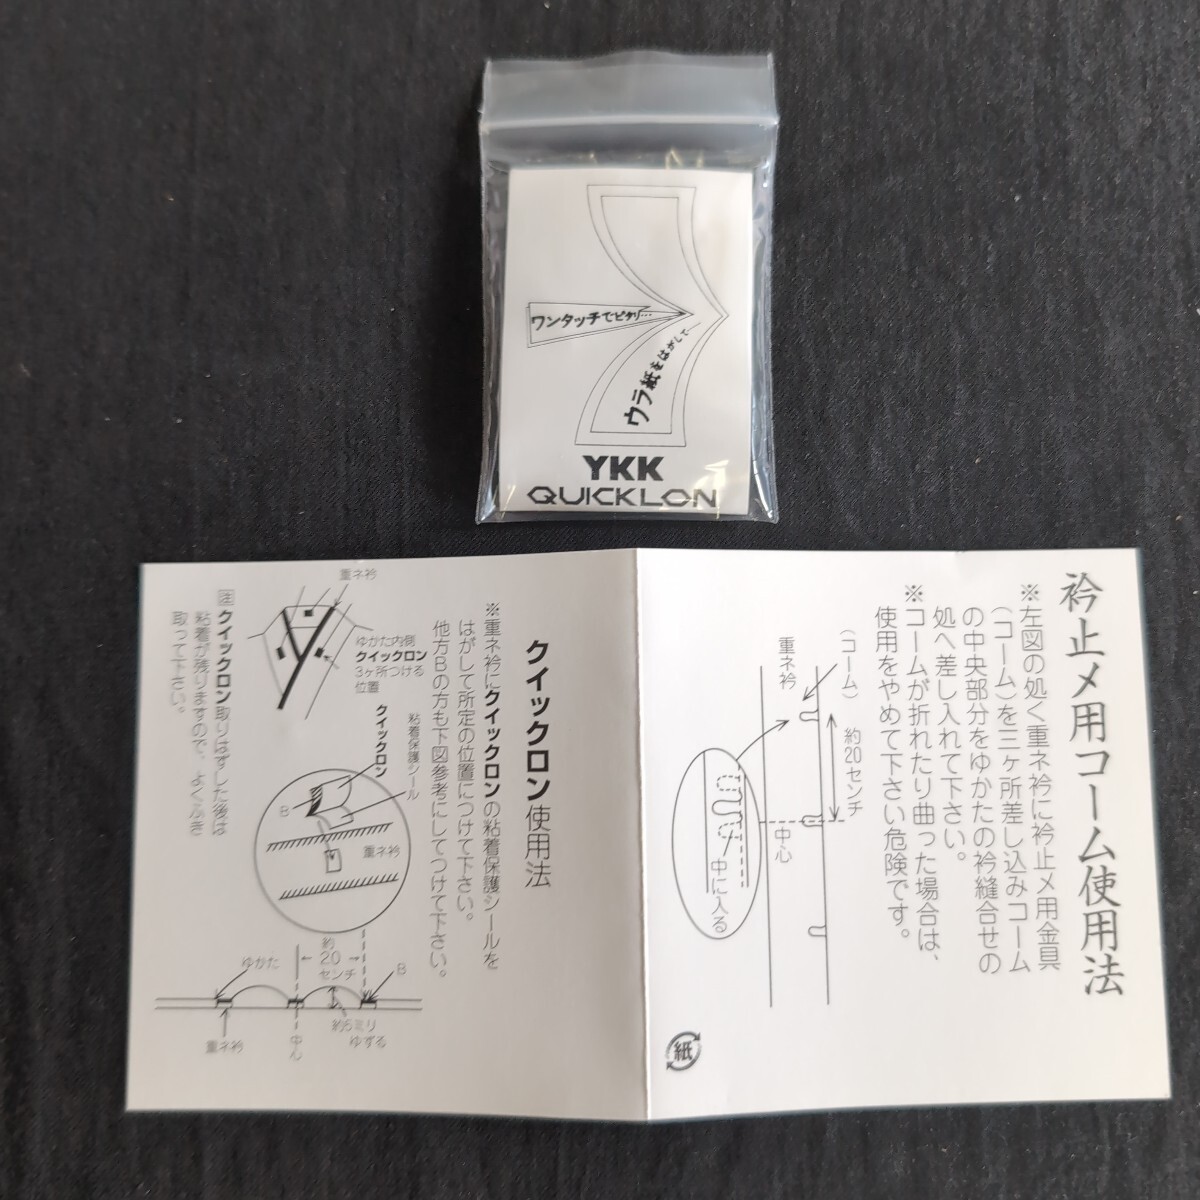 ワンタッチでピタリ…
ウラ紙をはがして
YKK
QUICKLON
衿止メ用コーム使用法
※左図の処く重ネ衿に衿止メ用金具
(コーム)を三ヶ所差し込みコーム
の中央部分をゆかたの衿縫合せの
処へ差し入れて下さい。
※コームが折れたり曲った場合は、
使用をやめて下さい危険です。
(コーム)
重ネ衿
約20センチ
中心
中に入る
紙
クイックロン使用法
※重ネ衿にクイックロンの粘着保護シールを
はがして所定の位置につけて下さい。
他方Bの方も下図参考にしてつけて下さい。
重ネ衿
ゆかた内側
クイックロン
3ヶ所つける
位置
粘着保護シール
クイックロン
B
重ネ衿
注 クイックロン取りはずした後は
粘着が残りますので、よくふき
取って下さい。
約
20
センチ
ゆかた
B
重ネ衿
中心
約5ミリ
ゆずる